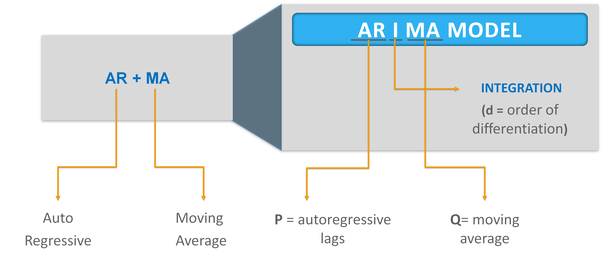 AR I MA MODEL
AR + MA
INTEGRATION
(d = order of
differentiation)
Auto
Regressive
Moving
Average
P = autoregressive
lags
Q= moving
average